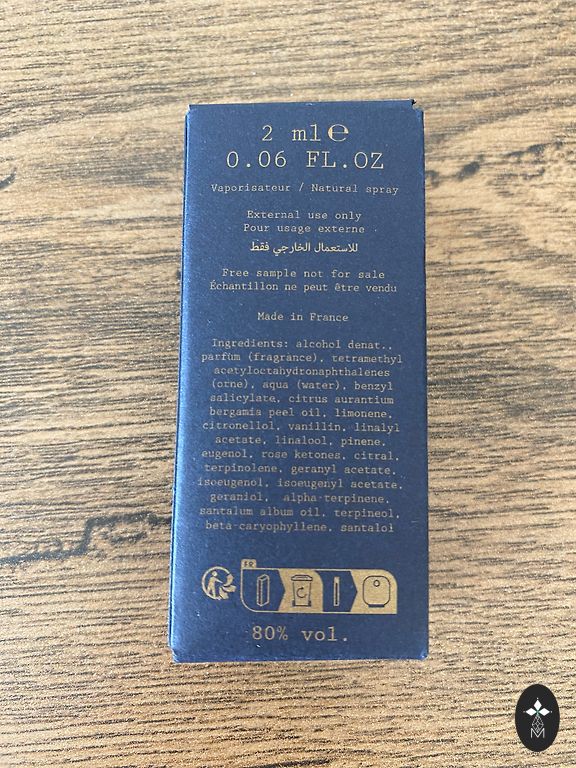 2 ml ℮
0.06 FL.OZ
Vaporisateur / Natural spray
External use only
Pour usage externe
للاستعمال الخارجي فقط
Free sample not for sale
Échantillon ne peut être vendu
Made in France
Ingredients: alcohol denat.,
parfum (fragrance), tetramethyl
acetyloctahydronaphthalenes
(orne), aqua (water), benzyl
salicylate, citrus aurantium
bergamia peel oil, limonene,
citronellol, vanillin, linalyl
acetate, linalool, pinene,
eugenol, rose ketones, citral,
terpinolene, geranyl acetate,
isoeugenol, isoeugenyl acetate,
geraniol, alpha-terpinene,
santalum album oil, terpineol,
beta-caryophyllene, santalol
FR
80% vol.
M